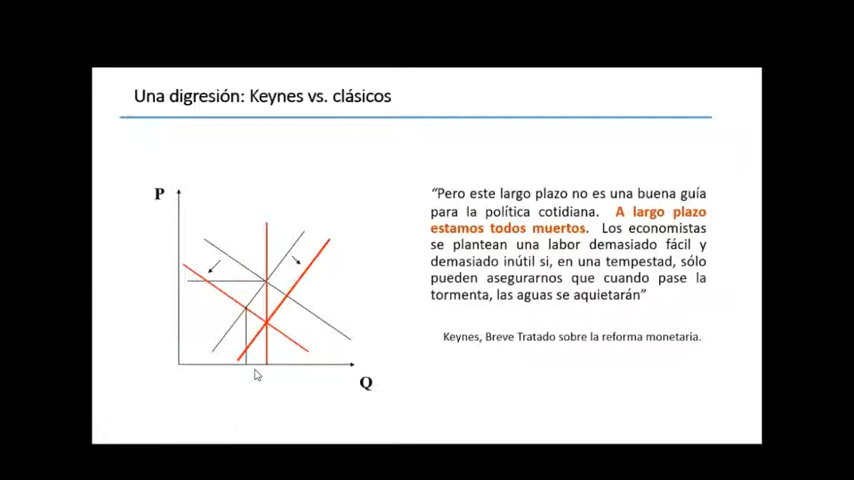 Una digresión: Keynes vs. clásicos
P
Q
“Pero este largo plazo no es una buena guía
para la política cotidiana. A largo plazo
estamos todos muertos. Los economistas
se plantean una labor demasiado fácil y
demasiado inútil si, en una tempestad, sólo
pueden asegurarnos que cuando pase la
tormenta, las aguas se aquietarán”
Keynes, Breve Tratado sobre la reforma monetaria.